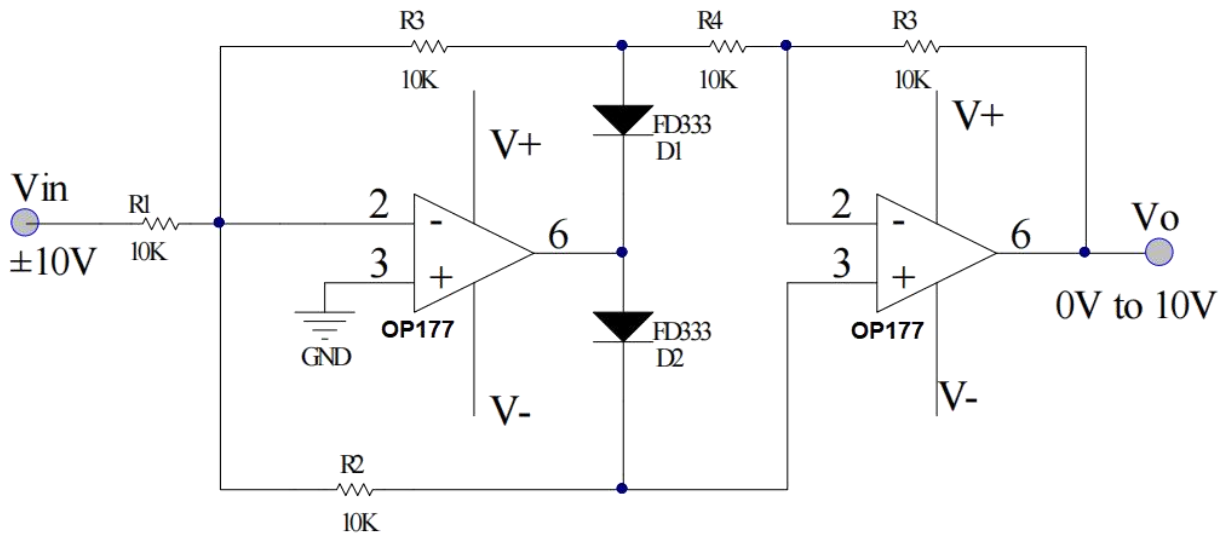 R3
10K
R4
10K
R3
10K
V+
FD333
D1
V+
Vin
±10V
R1
10K
2
-
3
+
6
OP177
GND
V-
2
-
3
+
6
OP177
V-
Vo
0V to 10V
FD333
D2
R2
10K